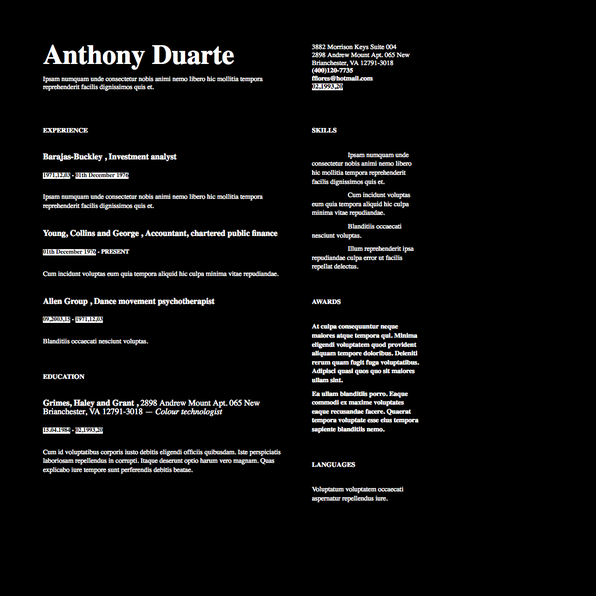 Anthony Duarte
Ipsam numquam unde consectetur nobis animi nemo libero hic mollitia tempora
reprehenderit facilis dignissimos quis et.
3882 Morrison Keys Suite 004
2898 Andrew Mount Apt. 065 New
Brianchester, VA 12791-3018
(400)120-7735
fflores@hotmail.com
02.1993.20
EXPERIENCE
Barajas-Buckley , Investment analyst
1971.12.03 - 01th December 1976
Ipsam numquam unde consectetur nobis animi nemo libero hic mollitia tempora
reprehenderit facilis dignissimos quis et.
Young, Collins and George , Accountant, chartered public finance
01th December 1976 - PRESENT
Cum incidunt voluptas eum quia tempora aliquid hic culpa minima vitae repudiandae.
Allen Group , Dance movement psychotherapist
09.2003.15 - 1971.12.03
Blanditiis occaecati nesciunt voluptas.
EDUCATION
Grimes, Haley and Grant , 2898 Andrew Mount Apt. 065 New
Brianchester, VA 12791-3018 — Colour technologist
15.04.1984 - 02.1993.20
Cum id voluptatibus corporis iusto debitis eligendi officiis quibusdam. Iste perspiciatis
laboriosam repellendus in corrupti. Itaque deserunt optio harum vero magnam. Quas
explicabo iure tempore sunt perferendis debitis beatae.
SKILLS
Ipsam numquam unde
consectetur nobis animi nemo libero
hic mollitia tempora reprehenderit
facilis dignissimos quis et.
Cum incidunt voluptas
eum quia tempora aliquid hic culpa
minima vitae repudiandae.
Blanditiis occaecati
nesciunt voluptas.
Illum reprehenderit ipsa
repudiandae culpa error ut facilis
repellat delectus.
AWARDS
At culpa consequuntur neque
maiores atque tempora qui. Minima
eligendi voluptatem quod provident
aliquam tempore doloribus. Deleniti
rerum quam fugit fuga voluptatibus.
Adipisci quasi quos quo sit maiores
ullam sint.
Ea ullam blanditiis porro. Eaque
commodi ex maxime voluptates
eaque recusandae facere. Quaerat
tempora voluptate esse eius tempora
sapiente blanditiis nemo.
LANGUAGES
Voluptatum voluptatem occaecati
aspernatur repellendus iure.